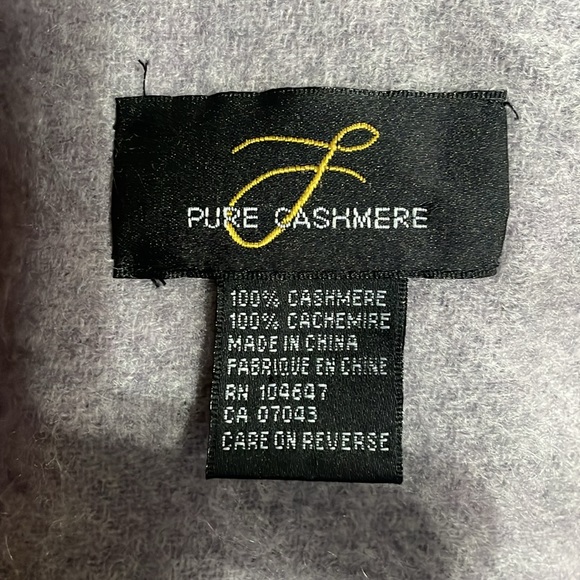 J
PURE CASHMERE
100% CASHMERE
100% CACHEMIRE
MADE IN CHINA
FABRIQUE EN CHINE
RN 104647
CA 07043
CARE ON REVERSE